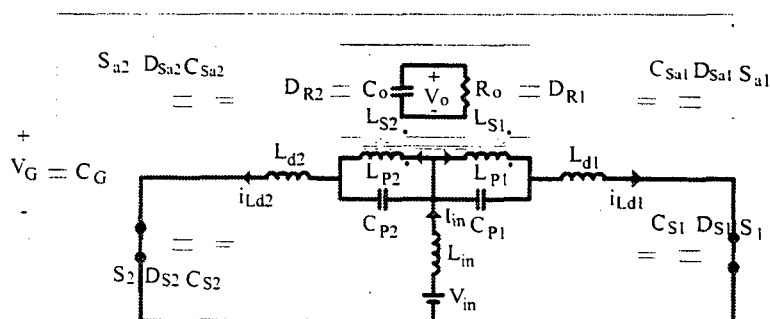 S_a2 D_Sa2 C_Sa2
C_Sa1 D_Sa1 S_a1
D_R2 C_o + V_o - R_o D_R1
L_S2 L_S1
+ V_G - C_G
L_d2 L_P2 L_P1 L_d1
i_Ld2 i_Ld1
C_P2 I_in C_P1
C_S1 D_S1 S_1
L_in
S_2 D_S2 C_S2
V_in